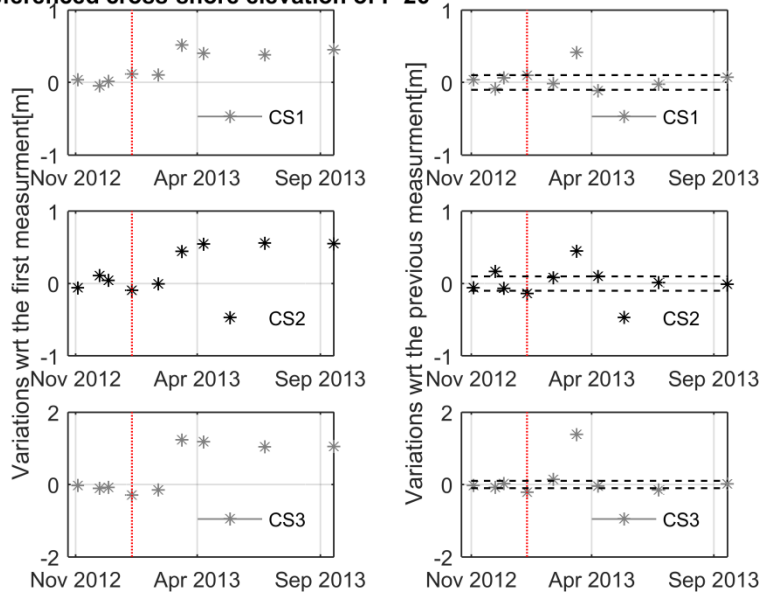 cross-shore elevation of
1
0
-1
CS1
Nov 2012 Apr 2013 Sep 2013
1
0
-1
CS2
Nov 2012 Apr 2013 Sep 2013
2
0
-2
CS3
Nov 2012 Apr 2013 Sep 2013
Variations wrt the first measurment[m]
1
0
-1
CS1
Nov 2012 Apr 2013 Sep 2013
1
0
-1
CS2
Nov 2012 Apr 2013 Sep 2013
2
0
-2
CS3
Nov 2012 Apr 2013 Sep 2013
Variations wrt the previous measurment[m]